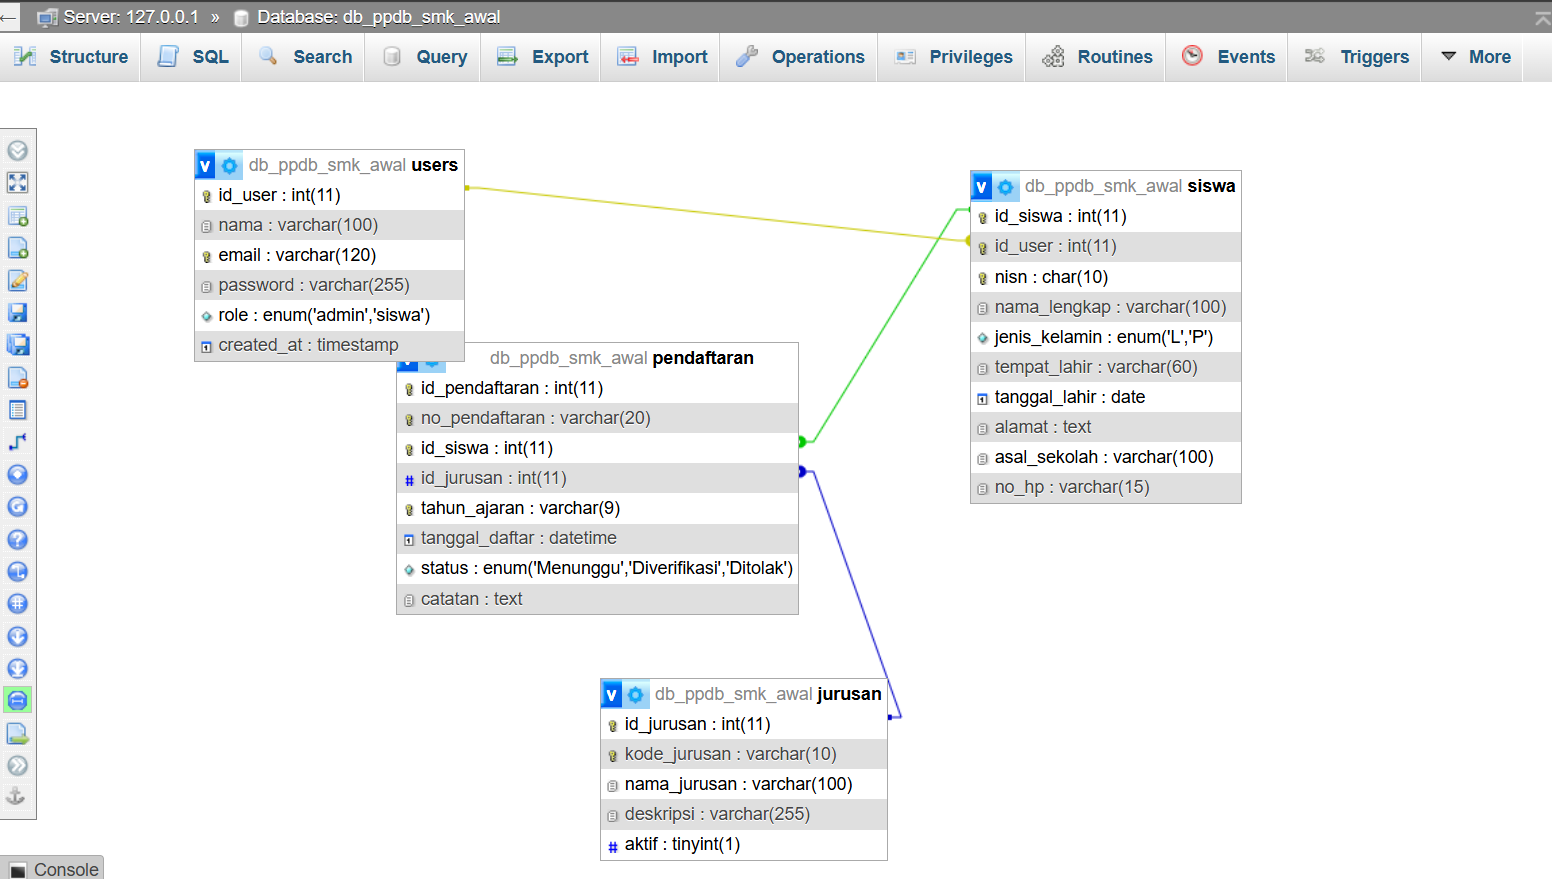 Server: 127.0.0.1 » Database: db_ppdb_smk_awal
Structure SQL Search Query Export Import Operations Privileges Routines Events Triggers More
db_ppdb_smk_awal users
id_user : int(11)
nama : varchar(100)
email : varchar(120)
password : varchar(255)
role : enum('admin','siswa')
created_at : timestamp
db_ppdb_smk_awal siswa
id_siswa : int(11)
id_user : int(11)
nisn : char(10)
nama_lengkap : varchar(100)
jenis_kelamin : enum('L','P')
tempat_lahir : varchar(60)
tanggal_lahir : date
alamat : text
asal_sekolah : varchar(100)
no_hp : varchar(15)
db_ppdb_smk_awal pendaftaran
id_pendaftaran : int(11)
no_pendaftaran : varchar(20)
id_siswa : int(11)
id_jurusan : int(11)
tahun_ajaran : varchar(9)
tanggal_daftar : datetime
status : enum('Menunggu','Diverifikasi','Ditolak')
catatan : text
db_ppdb_smk_awal jurusan
id_jurusan : int(11)
kode_jurusan : varchar(10)
nama_jurusan : varchar(100)
deskripsi : varchar(255)
aktif : tinyint(1)
Console